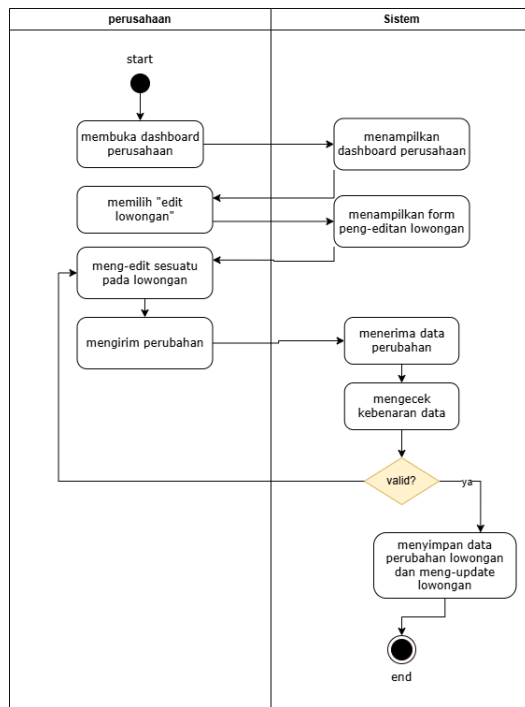 perusahaan
Sistem
start
membuka dashboard
perusahaan
menampilkan
dashboard perusahaan
memilih "edit
lowongan"
menampilkan form
peng-editan lowongan
meng-edit sesuatu
pada lowongan
mengirim perubahan
menerima data
perubahan
mengecek
kebenaran data
valid?
ya
menyimpan data
perubahan lowongan
dan meng-update
lowongan
end